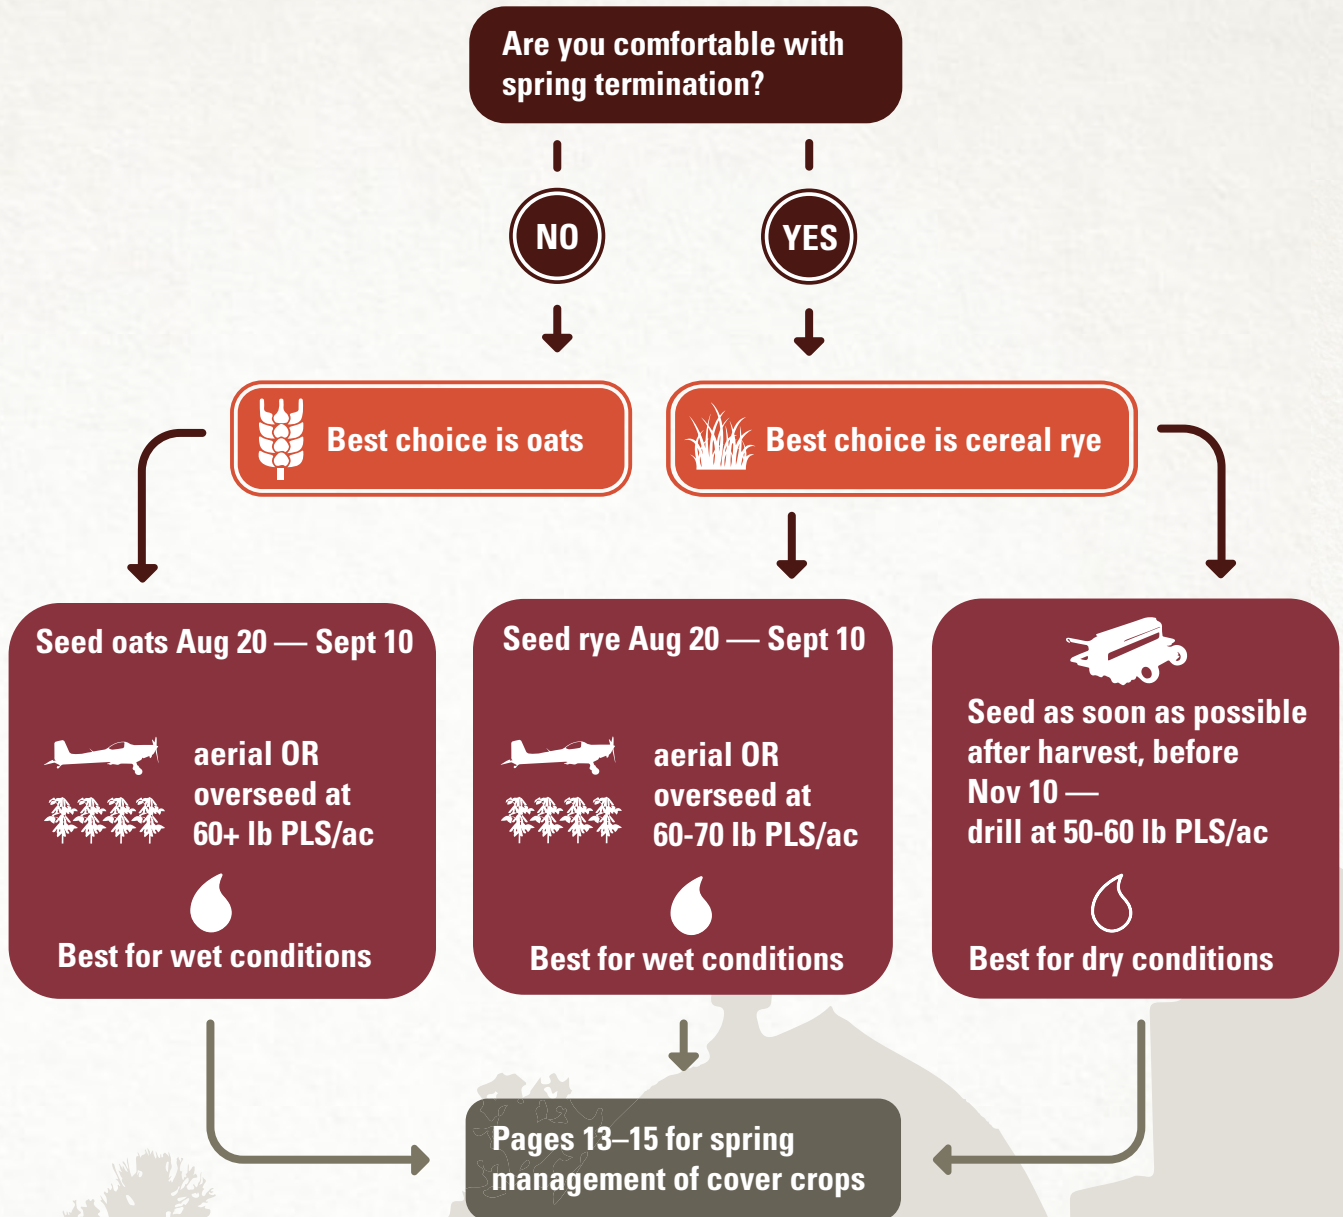 Are you comfortable with
spring termination?
NO
YES
Best choice is oats
Best choice is cereal rye
Seed oats Aug 20 — Sept 10
aerial OR
overseed at
60+ lb PLS/ac
Best for wet conditions
Seed rye Aug 20 — Sept 10
aerial OR
overseed at
60-70 lb PLS/ac
Best for wet conditions
Seed as soon as possible
after harvest, before
Nov 10 —
drill at 50-60 lb PLS/ac
Best for dry conditions
Pages 13–15 for spring
management of cover crops